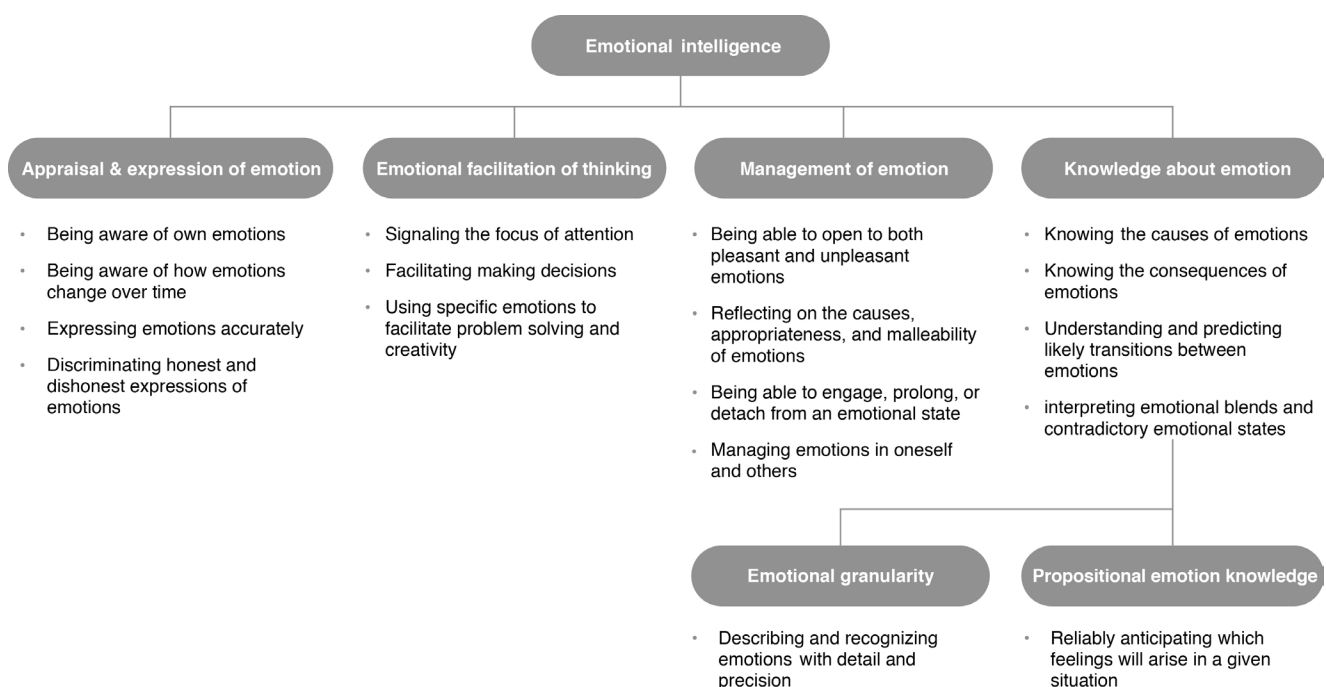 Emotional intelligence
Appraisal & expression of emotion
Being aware of own emotions
Being aware of how emotions
change over time
Expressing emotions accurately
Discriminating honest and
dishonest expressions of
emotions
Emotional facilitation of thinking
Signaling the focus of attention
Facilitating making decisions
Using specific emotions to
facilitate problem solving and
creativity
Management of emotion
Being able to open to both
pleasant and unpleasant
emotions
Reflecting on the causes,
appropriateness, and malleability
of emotions
Being able to engage, prolong, or
detach from an emotional state
Managing emotions in oneself
and others
Knowledge about emotion
Knowing the causes of emotions
Knowing the consequences of
emotions
Understanding and predicting
likely transitions between
emotions
interpreting emotional blends and
contradictory emotional states
Emotional granularity
Describing and recognizing
emotions with detail and
precision
Propositional emotion knowledge
Reliably anticipating which
feelings will arise in a given
situation